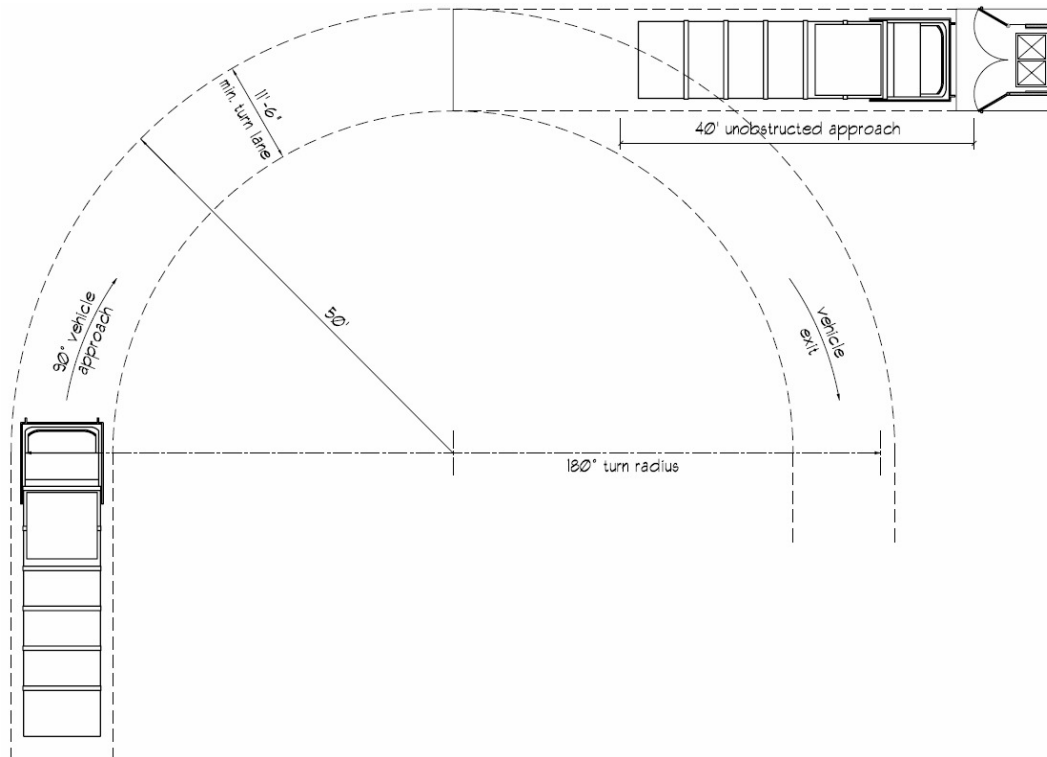 11'-6"
min. turn lane
40' unobstructed approach
50'
90° vehicle
approach
vehicle
exit
180° turn radius